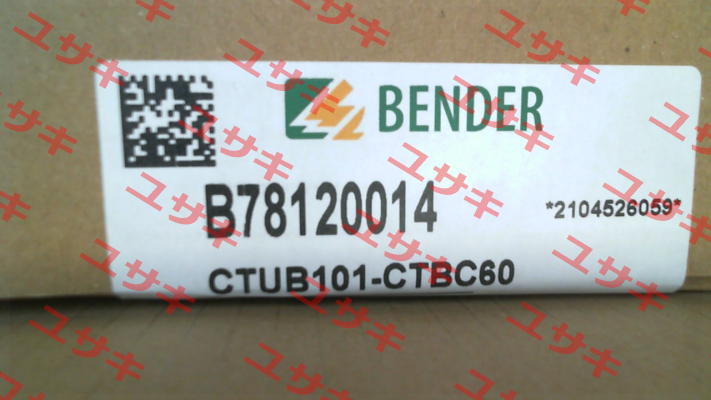 BENDER
B78120014
*2104526059*
CTUB101-CTBC60
ユサキ